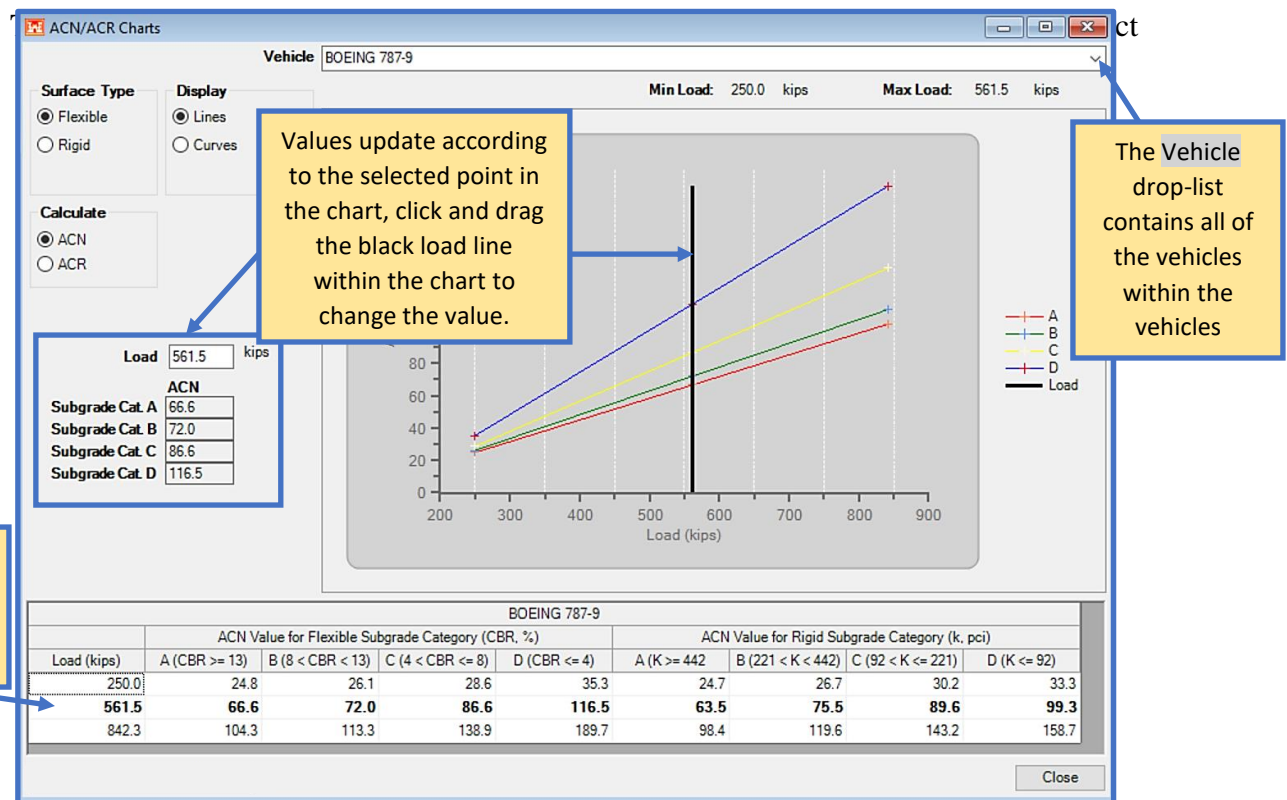 ct
ACN/ACR Charts
Vehicle BOEING 787-9
Min Load: 250.0 kips Max Load: 561.5 kips
Surface Type
Flexible
Rigid
Display
Lines
Curves
Calculate
ACN
ACR
Values update according
to the selected point in
the chart, click and drag
the black load line
within the chart to
change the value.
The Vehicle
drop-list
contains all of
the vehicles
within the
vehicles
Load 561.5 kips
ACN
Subgrade Cat. A 66.6
Subgrade Cat. B 72.0
Subgrade Cat. C 86.6
Subgrade Cat. D 116.5
80
60
40
20
0
200 300 400 500 600 700 800 900
Load (kips)
A
B
C
D
Load
BOEING 787-9
ACN Value for Flexible Subgrade Category (CBR, %) ACN Value for Rigid Subgrade Category (k, pci)
Load (kips) A (CBR >= 13) B (8 < CBR < 13) C (4 < CBR <= 8) D (CBR <= 4) A (K >= 442 B (221 < K < 442) C (92 < K <= 221) D (K <= 92)
250.0 24.8 26.1 28.6 35.3 24.7 26.7 30.2 33.3
561.5 66.6 72.0 86.6 116.5 63.5 75.5 89.6 99.3
842.3 104.3 113.3 138.9 189.7 98.4 119.6 143.2 158.7
Close